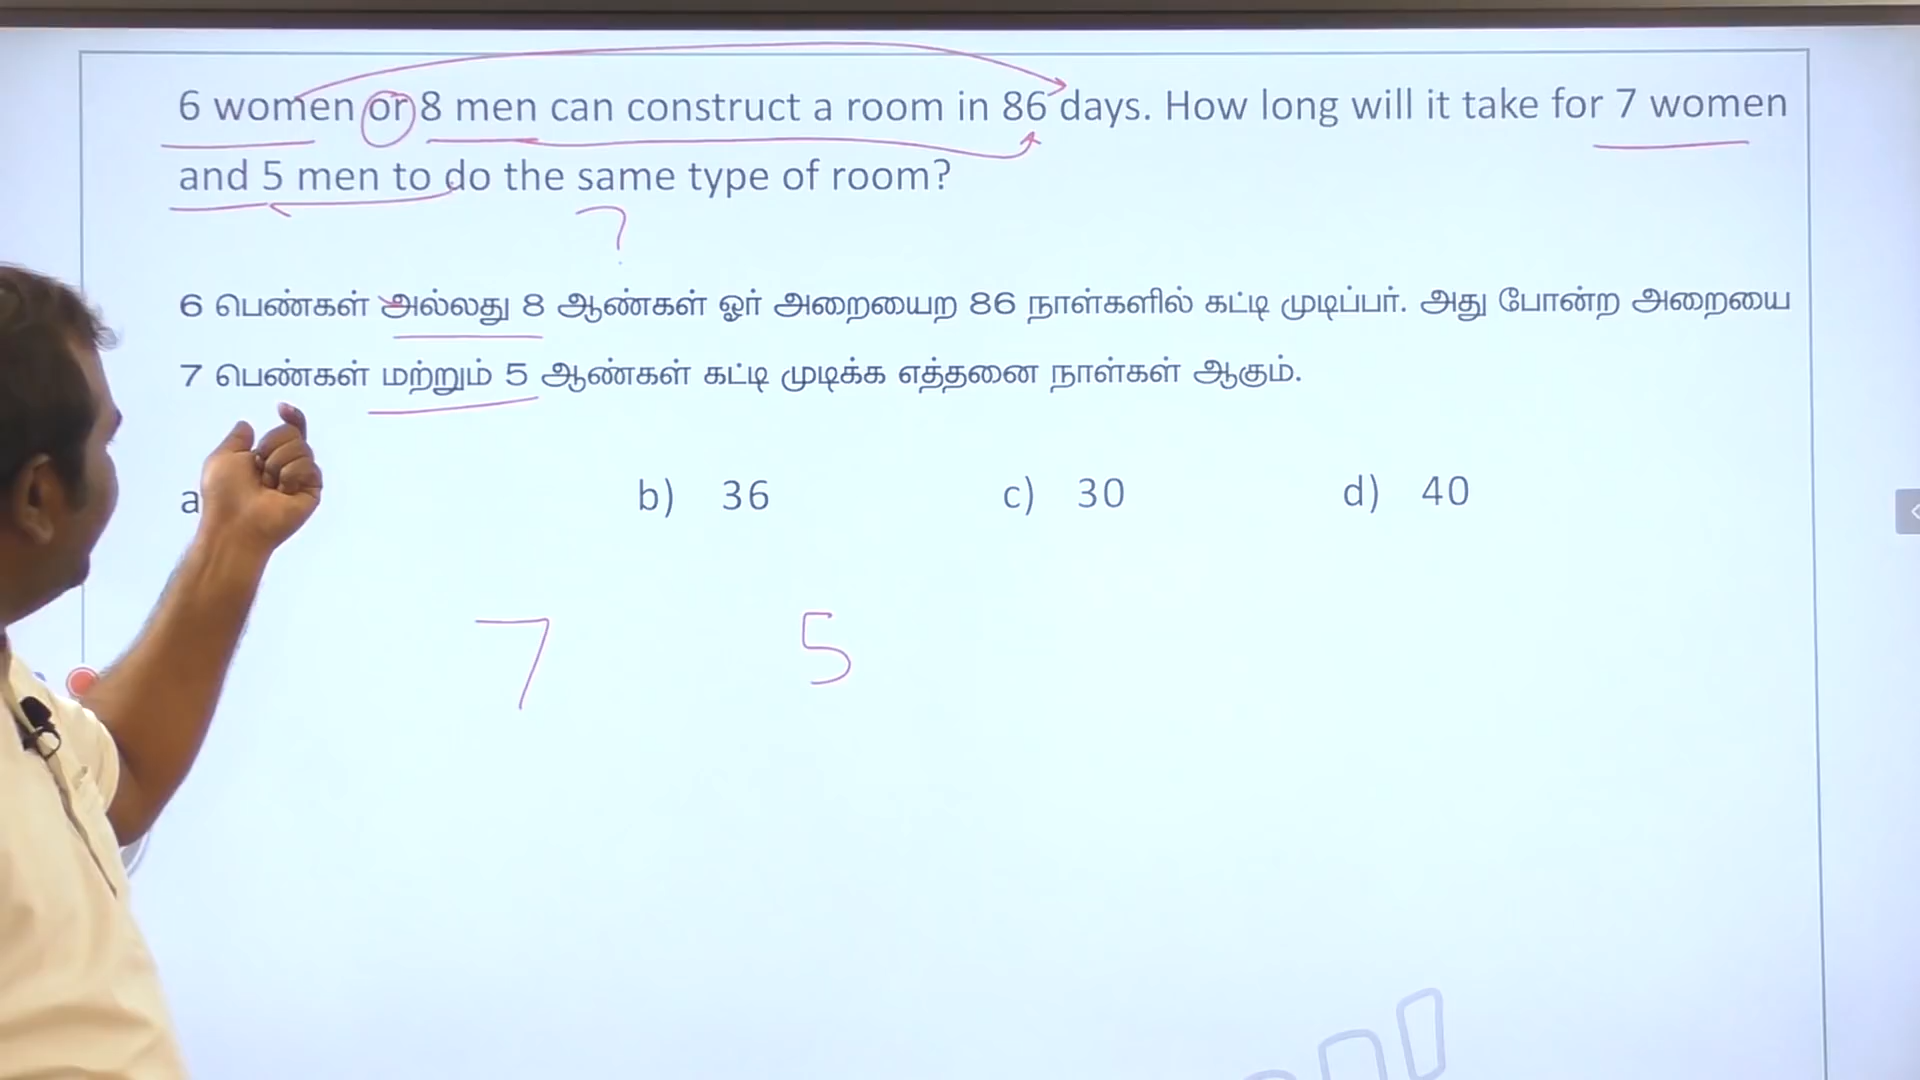 6 women or 8 men can construct a room in 86 days. How long will it take for 7 women
and 5 men to do the same type of room?
?
6 பெண்கள் அல்லது 8 ஆண்கள் ஓர் அறையைற 86 நாள்களில் கட்டி முடிப்பர். அது போன்ற அறையை
7 பெண்கள் மற்றும் 5 ஆண்கள் கட்டி முடிக்க எத்தனை நாள்கள் ஆகும்.
a b) 36 c) 30 d) 40
7 5